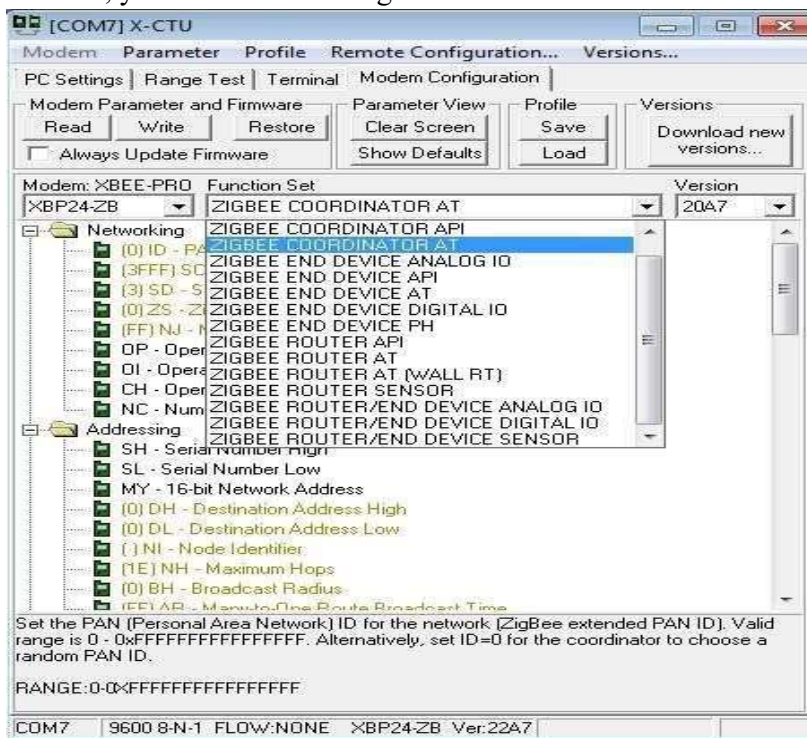 [COM7] X-CTU
Modem Parameter Profile Remote Configuration... Versions...
PC Settings Range Test Terminal Modem Configuration
Modem Parameter and Firmware Parameter View Profile Versions
Read Write Restore Clear Screen Save Download new versions...
Always Update Firmware Show Defaults Load
Modem: XBEE-PRO Function Set Version
XBP24-ZB ZIGBEE COORDINATOR AT 20A7
Networking
ZIGBEE COORDINATOR API
(0) ID - PA
ZIGBEE COORDINATOR AT
ZIGBEE END DEVICE ANALOG IO
(3FFF) SC
ZIGBEE END DEVICE API
(3) SD - S
ZIGBEE END DEVICE AT
(0) ZS - Z
ZIGBEE END DEVICE DIGITAL IO
(FF) NJ - N
ZIGBEE END DEVICE PH
OP - Oper
ZIGBEE ROUTER API
ZIGBEE ROUTER AT
OI - Opera
ZIGBEE ROUTER AT (WALL RT)
CH - Oper
ZIGBEE ROUTER SENSOR
NC - Num
ZIGBEE ROUTER/END DEVICE ANALOG IO
Addressing
ZIGBEE ROUTER/END DEVICE DIGITAL IO
ZIGBEE ROUTER/END DEVICE SENSOR
SH - Serial Number High
SL - Serial Number Low
MY - 16-bit Network Address
(0) DH - Destination Address High
(0) DL - Destination Address Low
( ) NI - Node Identifier
(1E) NH - Maximum Hops
(0) BH - Broadcast Radius
(FF) AR - Many-to-One Route Broadcast Time
Set the PAN (Personal Area Network) ID for the network (ZigBee extended PAN ID). Valid
range is 0 - 0xFFFFFFFFFFFFFFFF. Alternatively, set ID=0 for the coordinator to choose a
random PAN ID.
RANGE:0-0XFFFFFFFFFFFFFFFF
COM7 9600 8-N-1 FLOW:NONE XBP24-ZB Ver:22A7